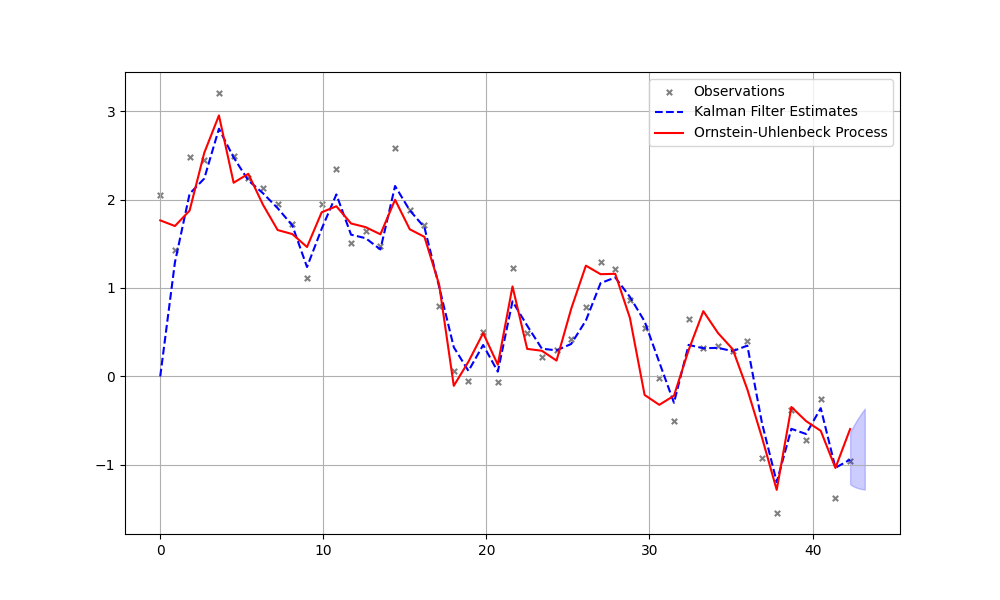 Observations
Kalman Filter Estimates
Ornstein-Uhlenbeck Process
3
2
1
0
−1
0 10 20 30 40